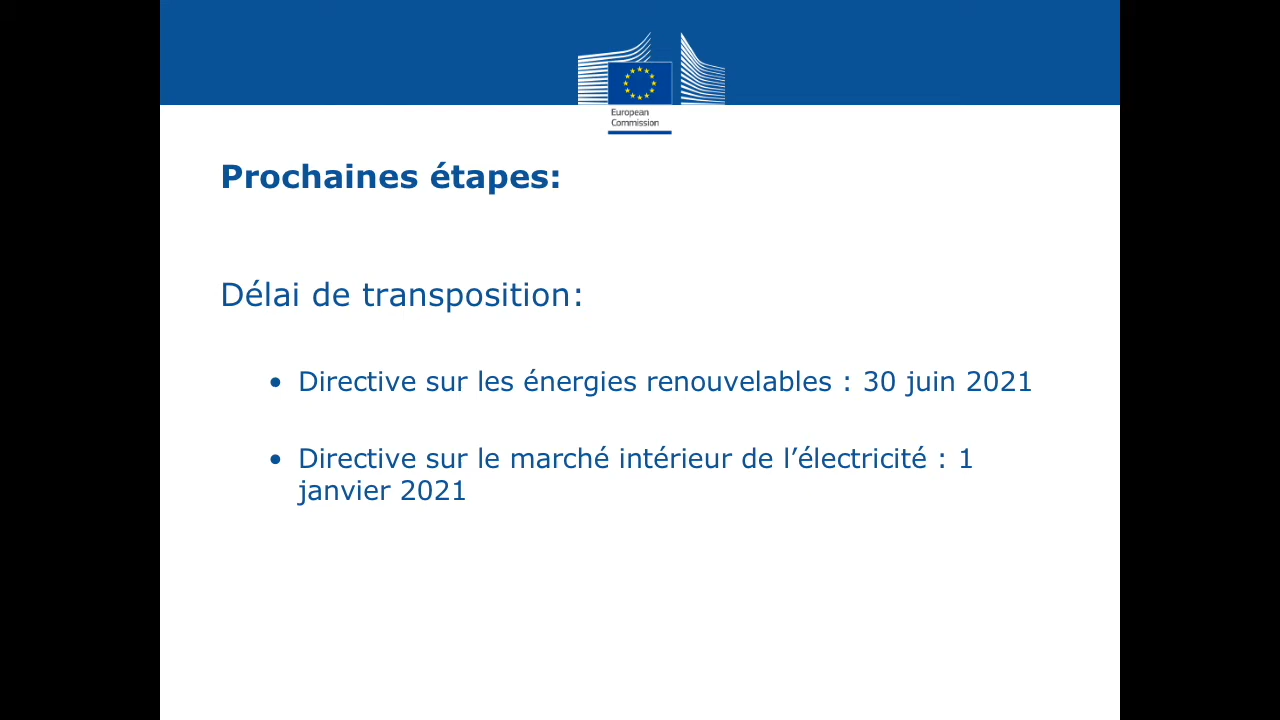 European
Commission
Prochaines étapes:
Délai de transposition:
• Directive sur les énergies renouvelables : 30 juin 2021
• Directive sur le marché intérieur de l’électricité : 1
janvier 2021